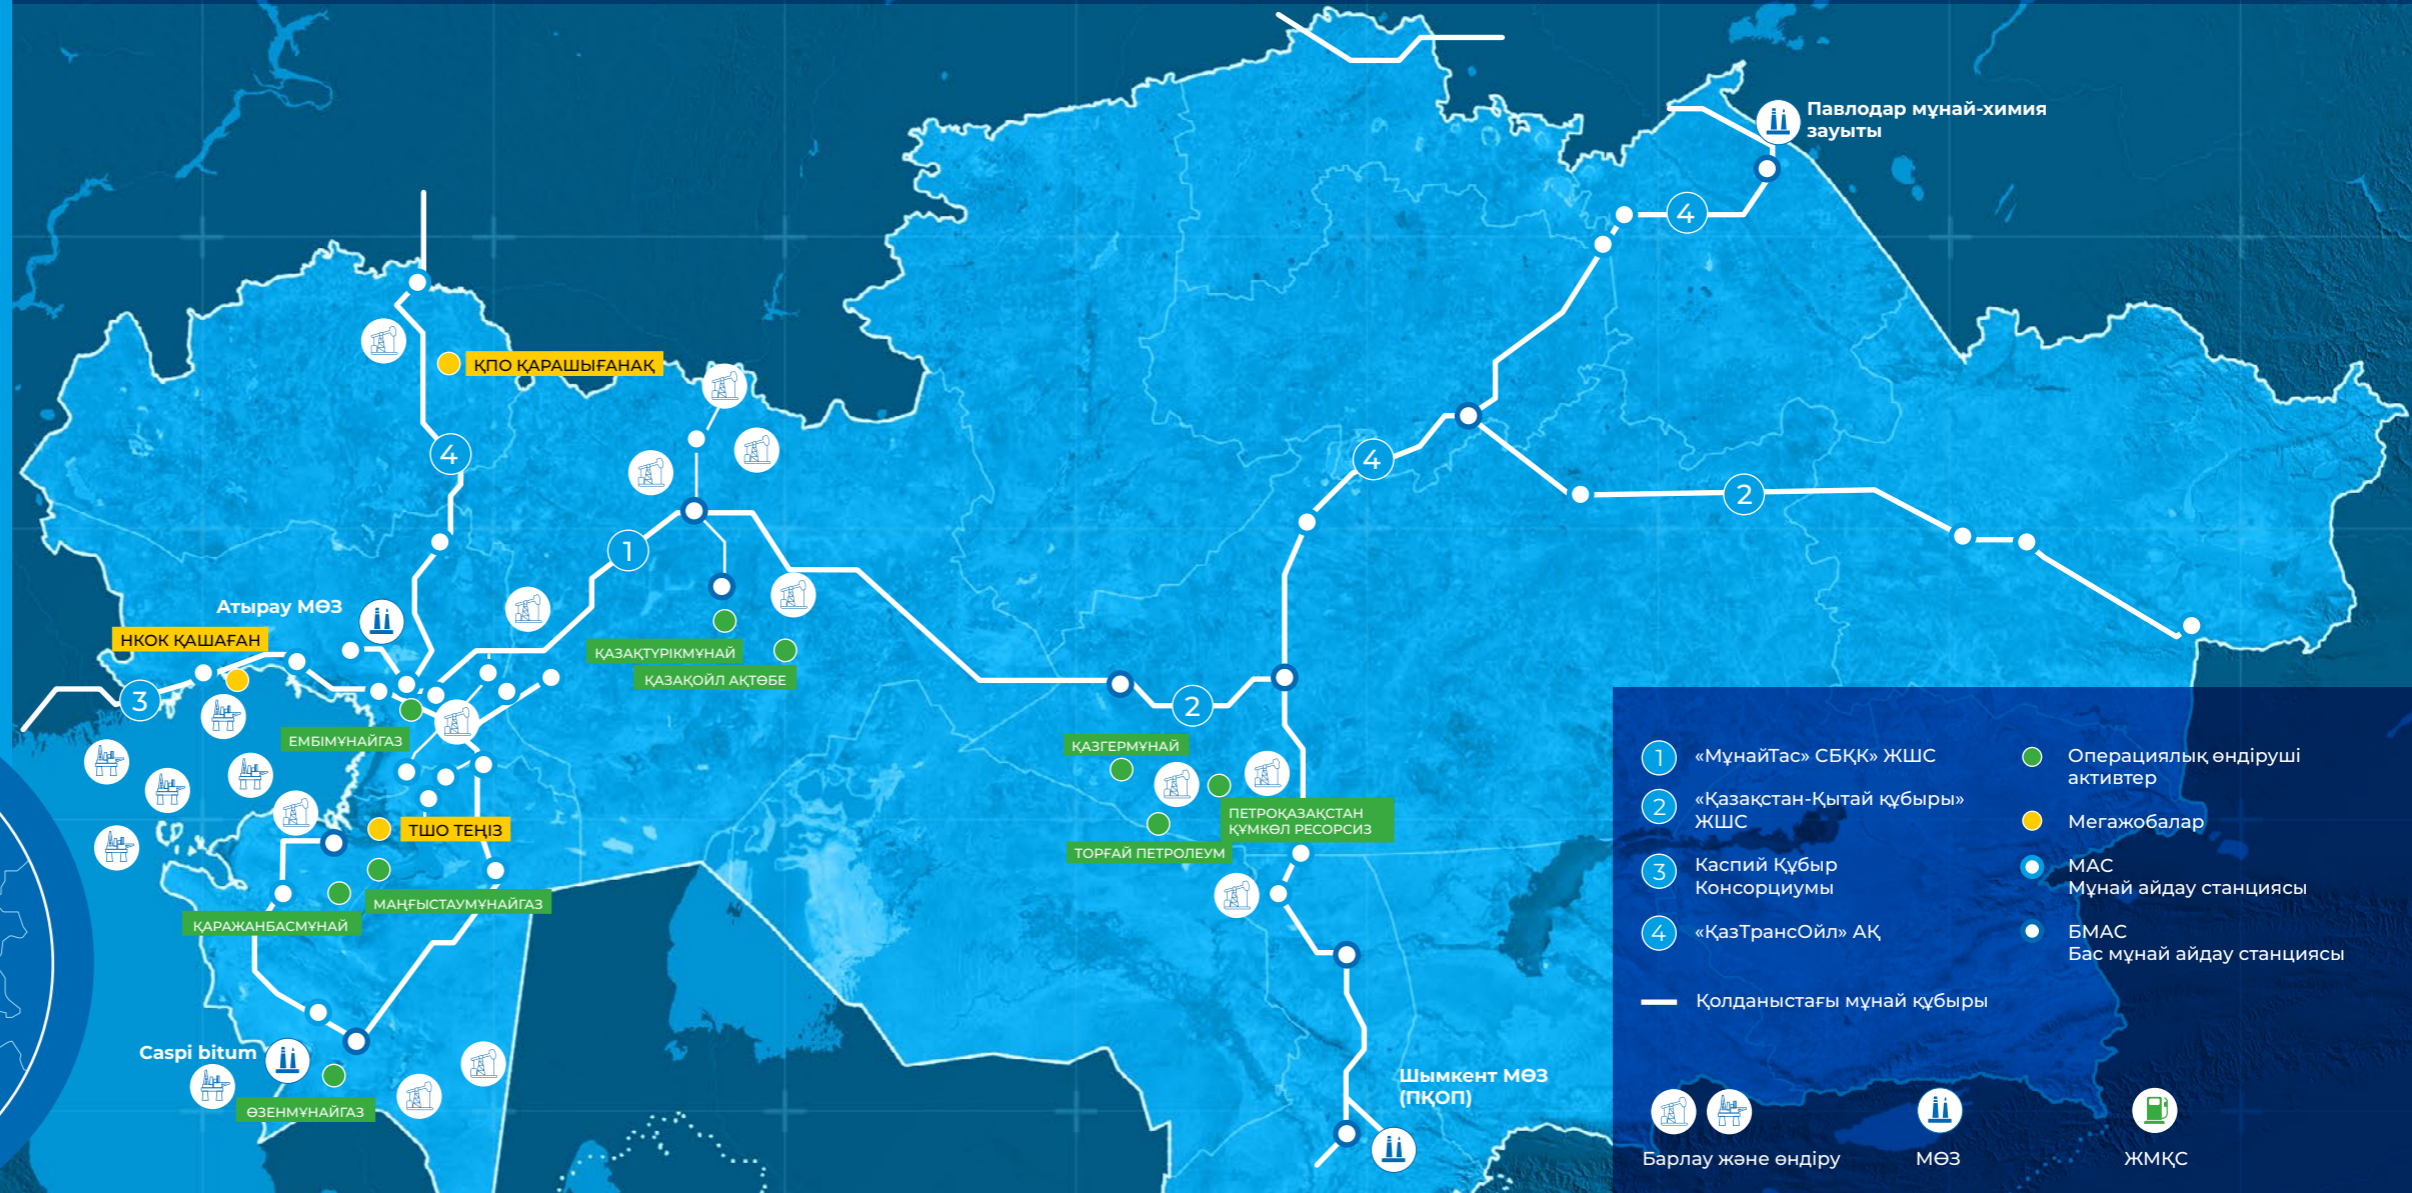 Павлодар мұнай-химия
зауыты
4
ҚПО ҚАРАШЫҒАНАҚ
4
4
2
1
Атырау МӨЗ
НКОК ҚАШАҒАН
ҚАЗАҚТҮРІКМҰНАЙ
ҚАЗАҚОЙЛ АҚТӨБЕ
3
2
ЕМБІМҰНАЙГАЗ
ҚАЗГЕРМҰНАЙ
ПЕТРОҚАЗАҚСТАН
ҚҰМКӨЛ РЕСОРСИЗ
ТШО ТЕҢІЗ
ТОРҒАЙ ПЕТРОЛЕУМ
МАҢҒЫСТАУМҰНАЙГАЗ
ҚАРАЖАНБАСМҰНАЙ
Caspi bitum
ӨЗЕНМҰНАЙГАЗ
Шымкент МӨЗ
(ПҚОП)
1 «МұнайТас» СБҚК» ЖШС
2 «Қазақстан-Қытай құбыры»
ЖШС
3 Каспий Құбыр
Консорциумы
4 «ҚазТрансОйл» АҚ
Қолданыстағы мұнай құбыры
Операциялық өндіруші
активтер
Мегажобалар
МАС
Мұнай айдау станциясы
БМАС
Бас мұнай айдау станциясы
Барлау және өндіру
МӨЗ
ЖМҚС